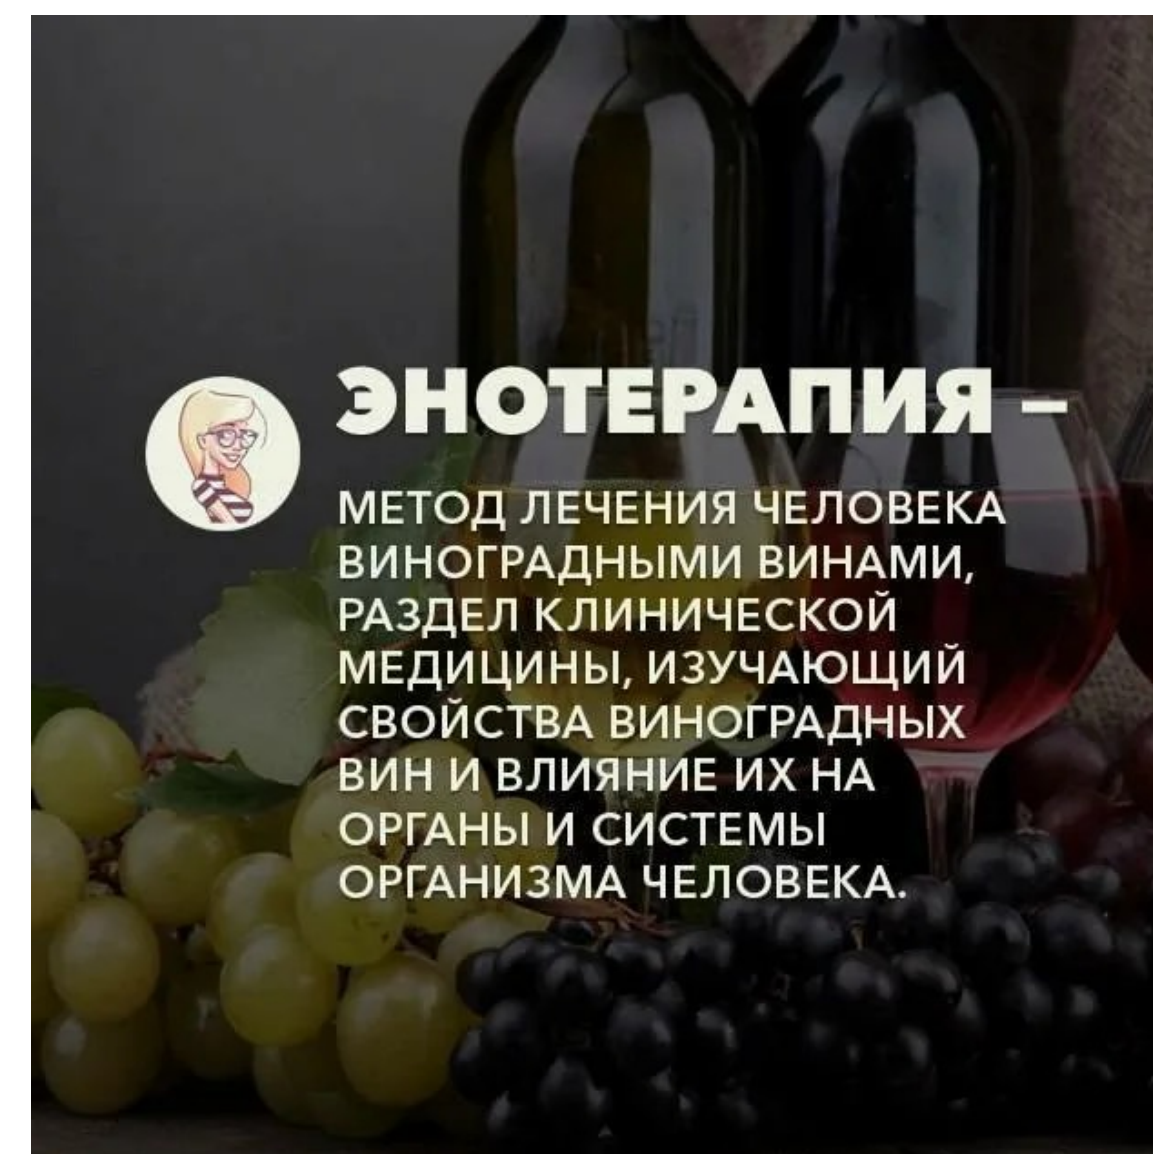 ЭНОТЕРАПИЯ –
МЕТОД ЛЕЧЕНИЯ ЧЕЛОВЕКА
ВИНОГРАДНЫМИ ВИНАМИ,
РАЗДЕЛ КЛИНИЧЕСКОЙ
МЕДИЦИНЫ, ИЗУЧАЮЩИЙ
СВОЙСТВА ВИНОГРАДНЫХ
ВИН И ВЛИЯНИЕ ИХ НА
ОРГАНЫ И СИСТЕМЫ
ОРГАНИЗМА ЧЕЛОВЕКА.